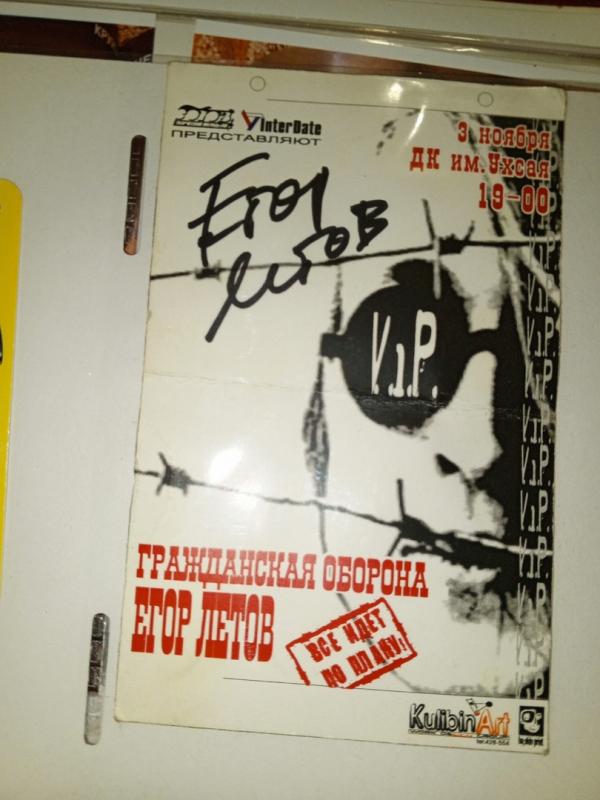 InterDate
ПРЕДСТАВЛЯЮТ
3 ноября
ДК им. Ухсая
19-00
Егор
Летов
V.I.P.
V.I.P.
V.I.P.
V.I.P.
V.I.P.
V.I.P.
V.I.P.
V.I.P.
V.I.P.
ГРАЖДАНСКАЯ ОБОРОНА
ЕГОР ЛЕТОВ
ВСЕ ИДЕТ
ПО ПЛАНУ!
KulibinArt